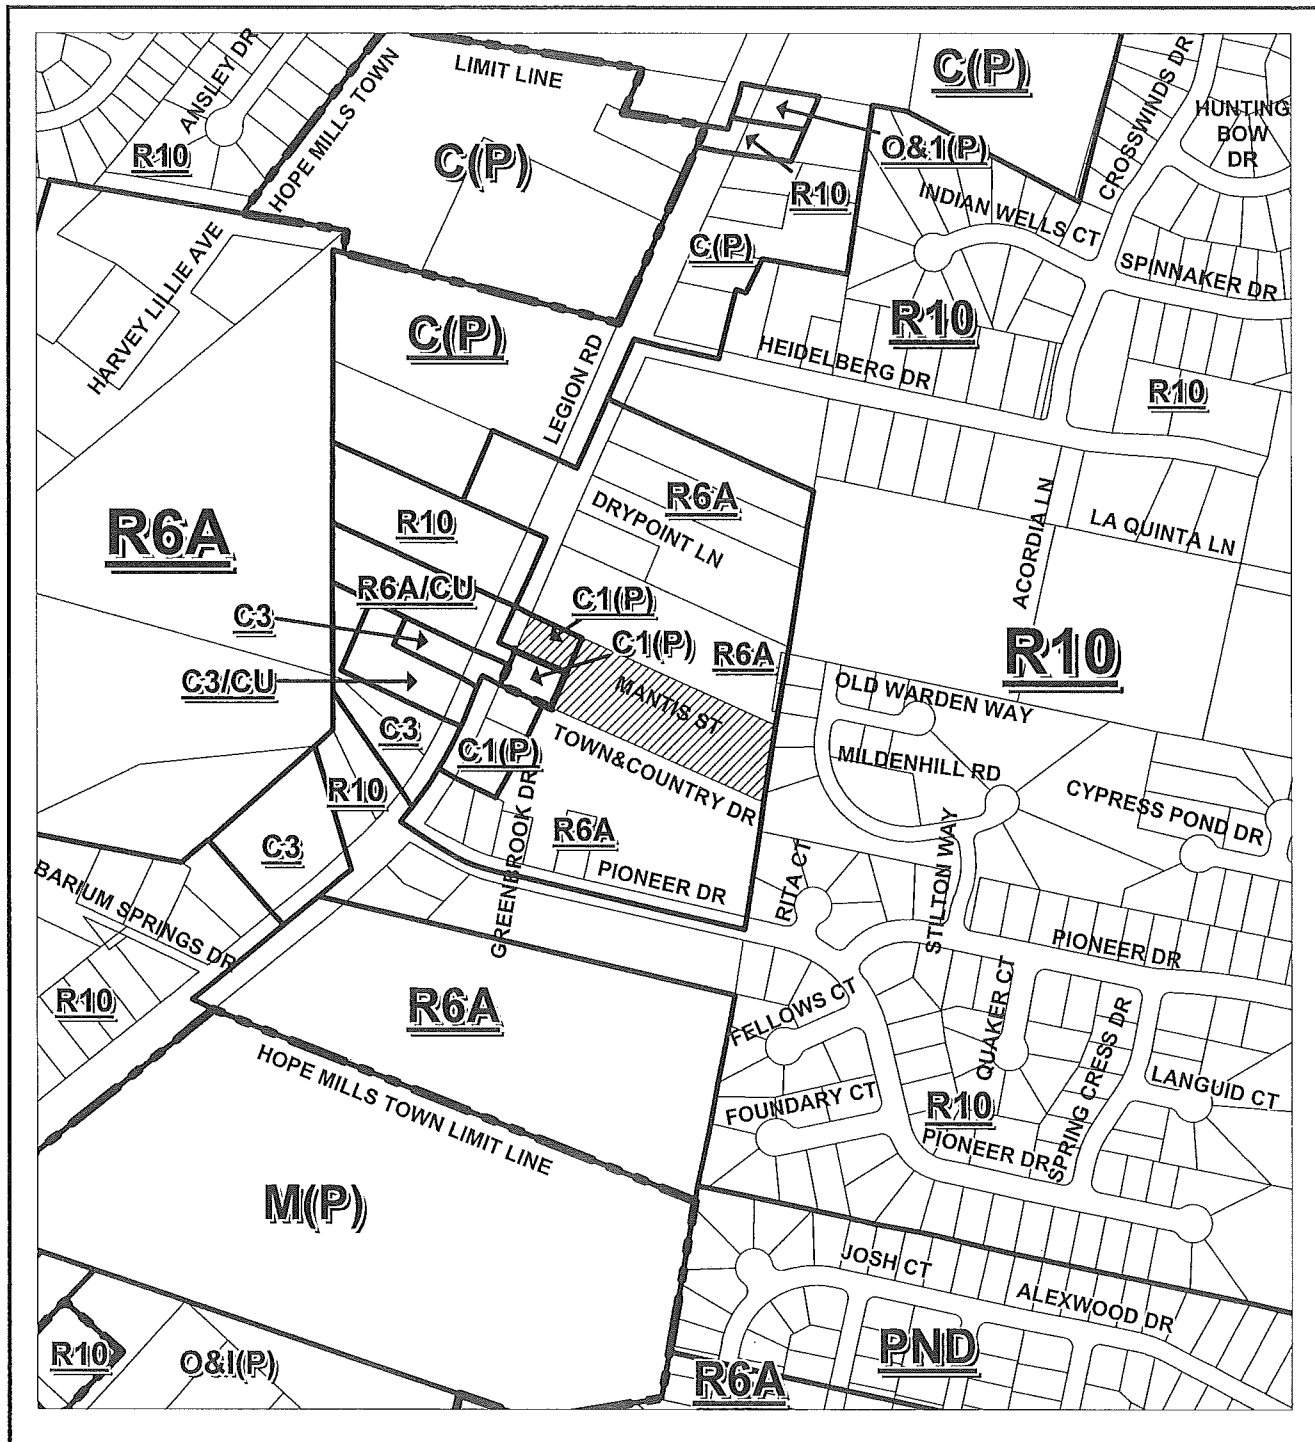 ANSLEY DR
LIMIT LINE
C(P)
CROSSWINDS DR
HUNTING
BOW
DR
R10
HOPE MILLS TOWN
C(P)
O&1(P)
R10
INDIAN WELLS CT
HARVEY LILLIE AVE
C(P)
SPINNAKER DR
R10
C(P)
LEGION RD
HEIDELBERG DR
R10
R6A
R10
R6A
DRYPOINT LN
ACORDIA LN
LA QUINTA LN
R6A/CU
C3
C1(P)
C1(P)
R6A
R10
C3/CU
MANTIS ST
OLD WARDEN WAY
C3
C1(P)
TOWN&COUNTRY DR
MILDENHILL RD
R10
GREENBROOK DR
CYPRESS POND DR
C3
R6A
PIONEER DR
RITA CT
STILTON WAY
BARIUM SPRINGS DR
PIONEER DR
R10
R6A
FELLOWS CT
QUAKER CT
SPRING CRESS DR
HOPE MILLS TOWN LIMIT LINE
FOUNDARY CT
R10
LANGUID CT
PIONEER DR
M(P)
JOSH CT
ALEXWOOD DR
R10
O&I(P)
R6A
PND